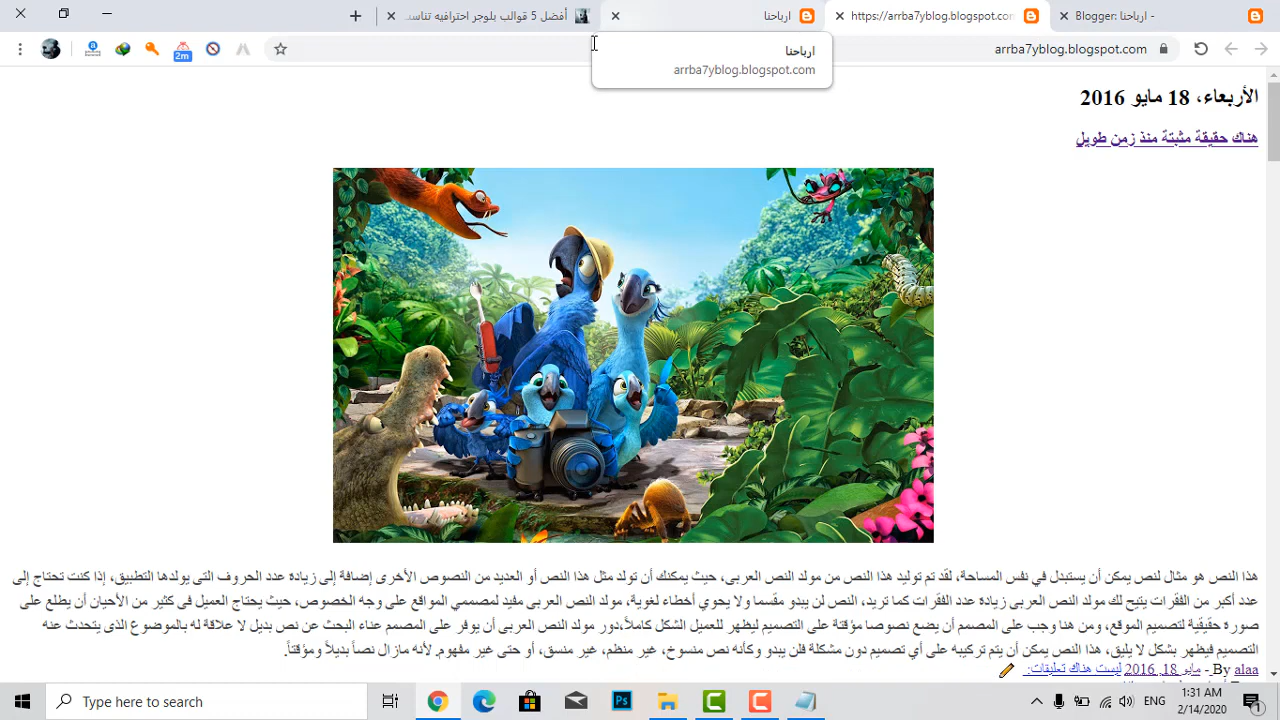 Blogger: ارباحنا -
https://arrba7yblog.blogspot.com
ارباحنا
أفضل 5 قوالب بلوجر احترافيه تناسب
arrba7yblog.blogspot.com
2m
ارباحنا
arrba7yblog.blogspot.com
الأربعاء، 18 مايو 2016
هناك حقيقة مثبتة منذ زمن طويل
هذا النص هو مثال لنص يمكن أن يستبدل في نفس المساحة، لقد تم توليد هذا النص من مولد النص العربى، حيث يمكنك أن تولد مثل هذا النص أو العديد من النصوص الأخرى إضافة إلى زيادة عدد الحروف التى يولدها التطبيق، إذا كنت تحتاج إلى
عدد أكبر من الفقرات يتيح لك مولد النص العربى زيادة عدد الفقرات كما تريد، النص لن يبدو مقسما ولا يحوي أخطاء لغوية، مولد النص العربى مفيد لمصممي المواقع على وجه الخصوص، حيث يحتاج العميل فى كثير من الأحيان أن يطلع على
صورة حقيقية لتصميم الموقع، ومن هنا وجب على المصمم أن يضع نصوصا مؤقتة على التصميم ليظهر للعميل الشكل كاملاً،دور مولد النص العربى أن يوفر على المصمم عناء البحث عن نص بديل لا علاقة له بالموضوع الذى يتحدث عنه
التصميم فيظهر بشكل لا يليق، هذا النص يمكن أن يتم تركيبه على أي تصميم دون مشكلة فلن يبدو وكأنه نص منسوخ، غير منظم، غير منسق، أو حتى غير مفهوم. لأنه مازال نصاً بديلاً ومؤقتاً.
By alaa - مايو 18, 2016 ليست هناك تعليقات:
Type here to search
ENG
1:31 AM
2/14/2020
1
Ps